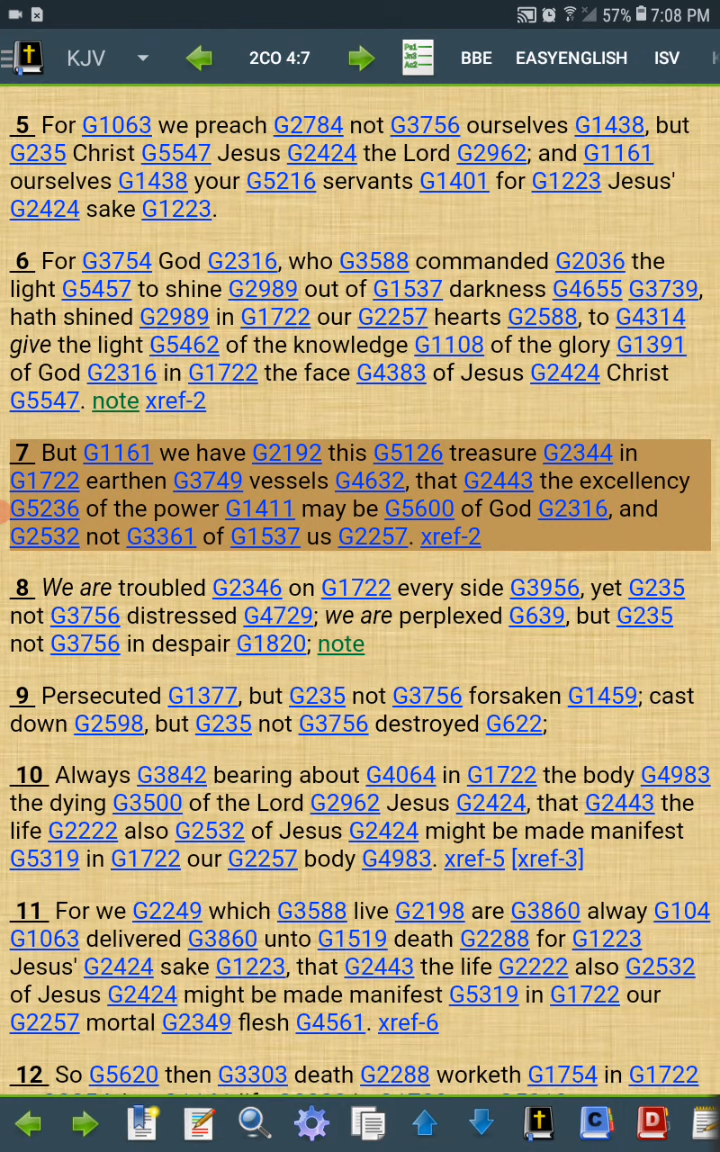 57% 7:08 PM
KJV 2CO 4:7 BBE EASYENGLISH ISV
5 For G1063 we preach G2784 not G3756 ourselves G1438, but
G235 Christ G5547 Jesus G2424 the Lord G2962; and G1161
ourselves G1438 your G5216 servants G1401 for G1223 Jesus'
G2424 sake G1223.
6 For G3754 God G2316, who G3588 commanded G2036 the
light G5457 to shine G2989 out of G1537 darkness G4655 G3739,
hath shined G2989 in G1722 our G2257 hearts G2588, to G4314
give the light G5462 of the knowledge G1108 of the glory G1391
of God G2316 in G1722 the face G4383 of Jesus G2424 Christ
G5547. note xref-2
7 But G1161 we have G2192 this G5126 treasure G2344 in
G1722 earthen G3749 vessels G4632, that G2443 the excellency
G5236 of the power G1411 may be G5600 of God G2316, and
G2532 not G3361 of G1537 us G2257. xref-2
8 We are troubled G2346 on G1722 every side G3956, yet G235
not G3756 distressed G4729; we are perplexed G639, but G235
not G3756 in despair G1820; note
9 Persecuted G1377, but G235 not G3756 forsaken G1459; cast
down G2598, but G235 not G3756 destroyed G622;
10 Always G3842 bearing about G4064 in G1722 the body G4983
the dying G3500 of the Lord G2962 Jesus G2424, that G2443 the
life G2222 also G2532 of Jesus G2424 might be made manifest
G5319 in G1722 our G2257 body G4983. xref-5 [xref-3]
11 For we G2249 which G3588 live G2198 are G3860 alway G104
G1063 delivered G3860 unto G1519 death G2288 for G1223
Jesus' G2424 sake G1223, that G2443 the life G2222 also G2532
of Jesus G2424 might be made manifest G5319 in G1722 our
G2257 mortal G2349 flesh G4561. xref-6
12 So G5620 then G3303 death G2288 worketh G1754 in G1722
C D